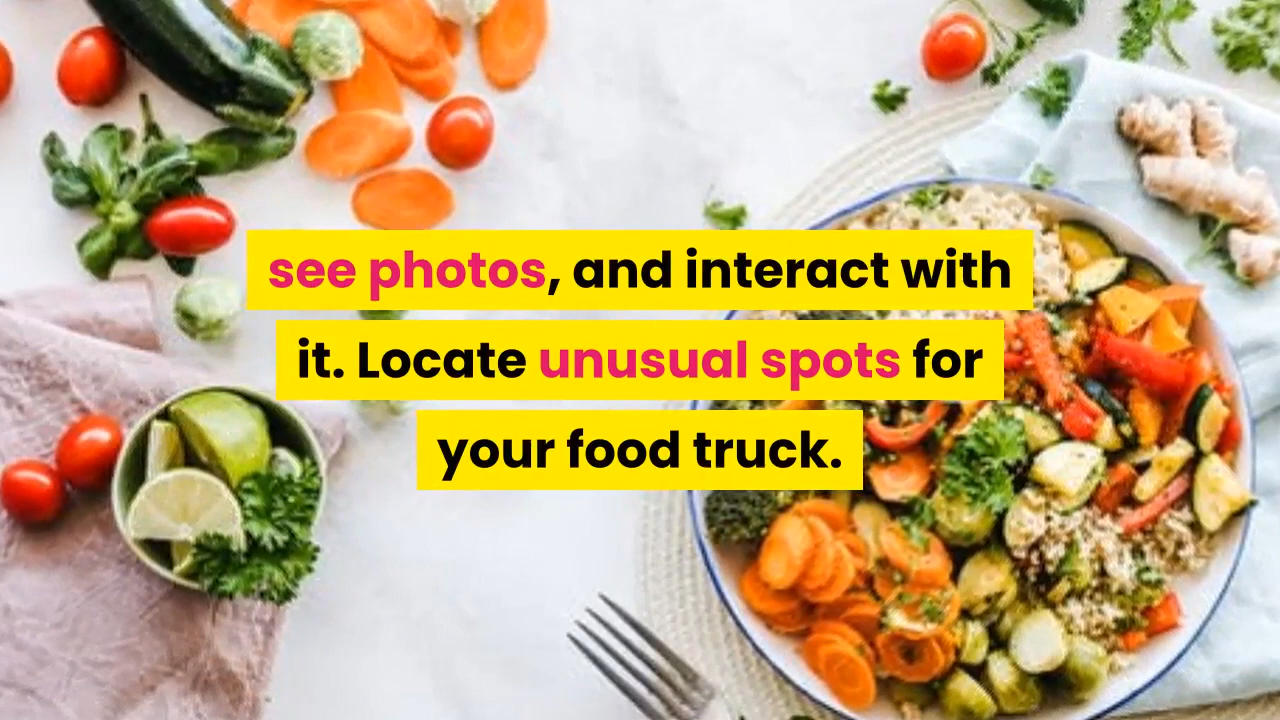 see photos, and interact with
it. Locate unusual spots for
your food truck.